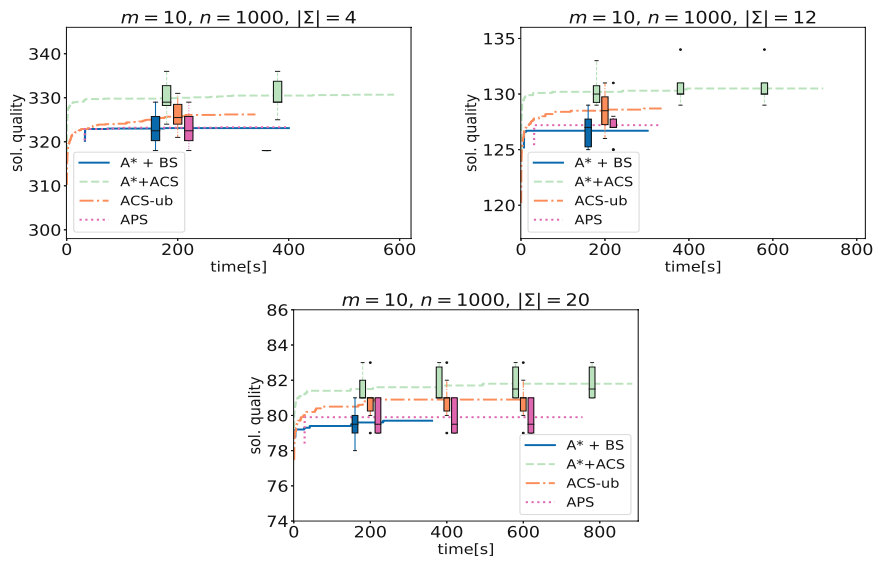 m = 10, n = 1000, |Σ| = 4
sol. quality
340
330
320
310
300
0
200
400
600
time[s]
A* + BS
A*+ACS
ACS-ub
APS
m = 10, n = 1000, |Σ| = 12
sol. quality
135
130
125
120
0
200
400
600
800
time[s]
A* + BS
A*+ACS
ACS-ub
APS
m = 10, n = 1000, |Σ| = 20
sol. quality
86
84
82
80
78
76
74
0
200
400
600
800
time[s]
A* + BS
A*+ACS
ACS-ub
APS